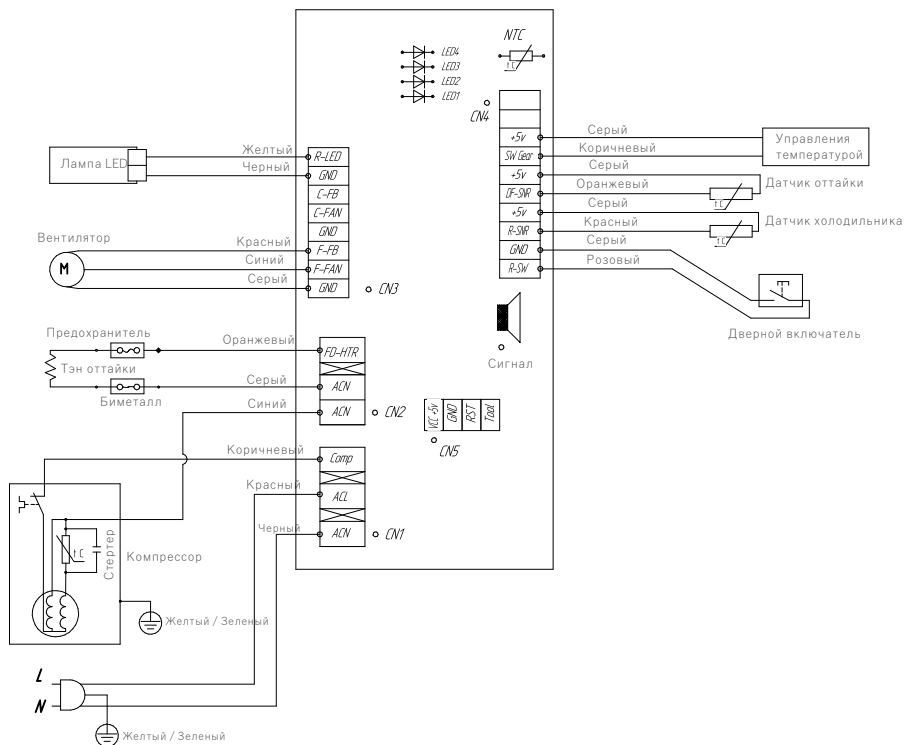 NTC
t C
LED4
LED3
LED2
LED1
CN4
+5v
SW Gear
+5v
DF-SNR
+5v
R-SNR
GND
R-SW
Серый
Коричневый
Серый
Оранжевый
Серый
Красный
Серый
Розовый
Управления
температурой
Датчик оттайки
t C
Датчик холодильника
t C
Дверной включатель
Сигнал
Лампа LED
Желтый
Черный
R-LED
GND
C-FB
C-FAN
GND
F-FB
F-FAN
GND
CN3
Вентилятор
M
Красный
Синий
Серый
Предохранитель
Тэн оттайки
Биметалл
Оранжевый
Серый
Синий
FD-HTR
ACN
ACN
CN2
VCC +5v
GND
RST
Tool
CN5
Коричневый
Красный
Черный
Comp
ACL
ACN
CN1
t C
Стертер
Компрессор
Желтый / Зеленый
L
N
Желтый / Зеленый